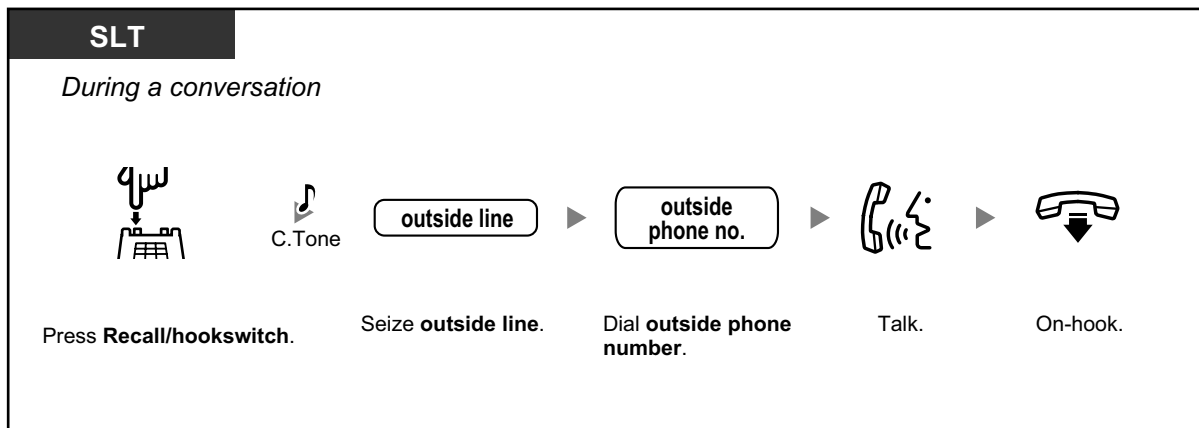 SLT
During a conversation
C.Tone
outside line
outside
phone no.
Press Recall/hookswitch.
Seize outside line.
Dial outside phone
number.
Talk.
On-hook.